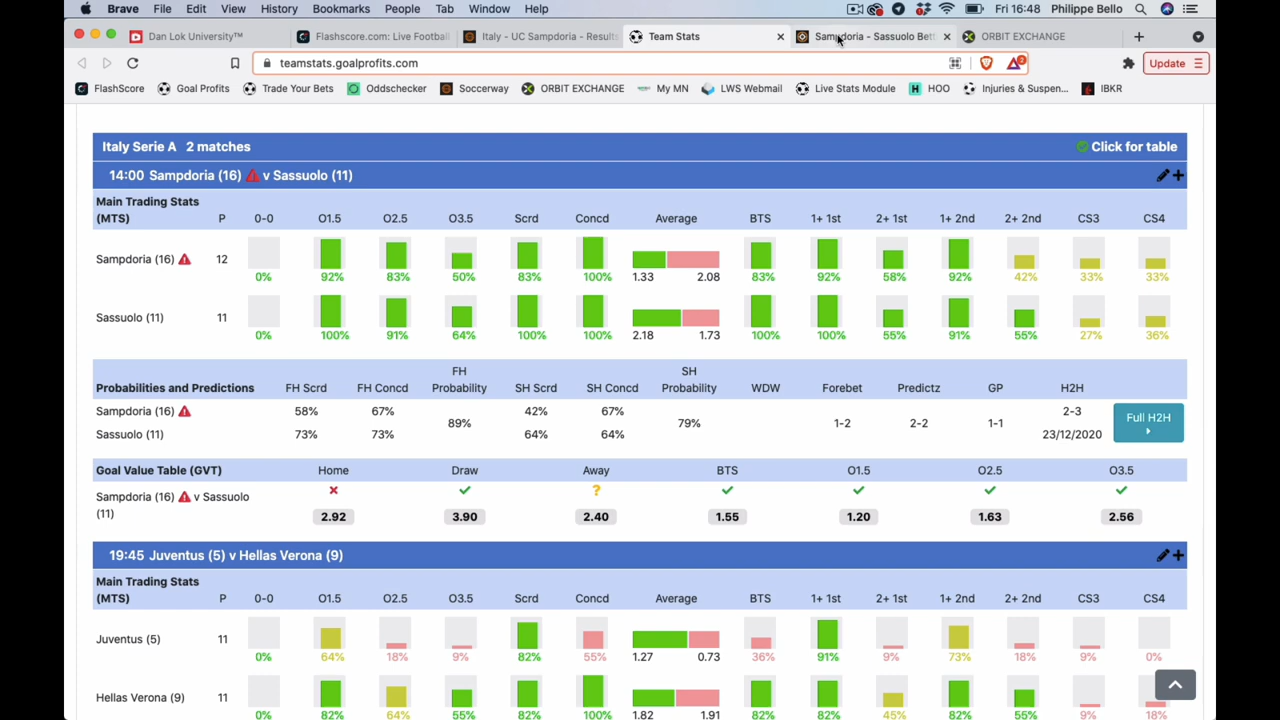 Brave File Edit View History Bookmarks People Tab Window Help Fri 16:48 Philippe Bello
Dan Lok University™ Flashscore.com: Live Football Italy - UC Sampdoria - Results Team Stats Sampdoria - Sassuolo Bett ORBIT EXCHANGE
teamstats.goalprofits.com 2 Update
FlashScore Goal Profits Trade Your Bets Oddschecker Soccerway ORBIT EXCHANGE My MN LWS Webmail Live Stats Module HOO Injuries & Suspen... IBKR
Italy Serie A 2 matches Click for table
14:00 Sampdoria (16) v Sassuolo (11)
Main Trading Stats
(MTS) P 0-0 O1.5 O2.5 O3.5 Scrd Concd Average BTS 1+ 1st 2+ 1st 1+ 2nd 2+ 2nd CS3 CS4
Sampdoria (16) 12
0% 92% 83% 50% 83% 100% 1.33 2.08 83% 92% 58% 92% 42% 33% 33%
Sassuolo (11) 11
0% 100% 91% 64% 100% 100% 2.18 1.73 100% 100% 55% 91% 55% 27% 36%
Probabilities and Predictions FH Scrd FH Concd FH Probability SH Scrd SH Concd SH Probability WDW Forebet Predictz GP H2H
Sampdoria (16) 58% 67% 89% 42% 67% 79% 1-2 2-2 1-1 2-3 Full H2H
Sassuolo (11) 73% 73% 64% 64% 23/12/2020
Goal Value Table (GVT) Home Draw Away BTS O1.5 O2.5 O3.5
Sampdoria (16) v Sassuolo ?
(11) 2.92 3.90 2.40 1.55 1.20 1.63 2.56
19:45 Juventus (5) v Hellas Verona (9)
Main Trading Stats
(MTS) P 0-0 O1.5 O2.5 O3.5 Scrd Concd Average BTS 1+ 1st 2+ 1st 1+ 2nd 2+ 2nd CS3 CS4
Juventus (5) 11
0% 64% 18% 9% 82% 55% 1.27 0.73 36% 91% 9% 73% 18% 9% 0%
Hellas Verona (9) 11
0% 82% 64% 55% 82% 100% 1.82 1.91 82% 82% 45% 82% 55% 9% 18%